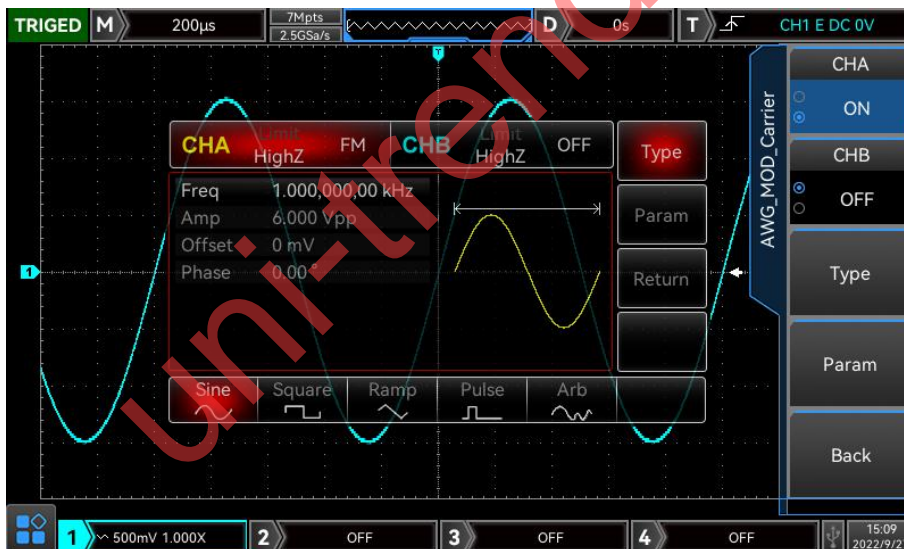 TRIGED M 200μs 7Mpts D 0s T CH1 E DC 0V
2.5GSa/s
T
CHA
ON
CHB
OFF
Type
Param
Back
AWG_MOD_Carrier
CHA Limit HighZ FM CHB Limit HighZ OFF Type
Freq 1.000,000,00 kHz
Amp 6.000 Vpp Param
Offset 0 mV
Phase 0.00° Return
1
Sine Square Ramp Pulse Arb
1 500mV 1.000X 2 OFF 3 OFF 4 OFF 15:09
2022/9/27
uni-trend